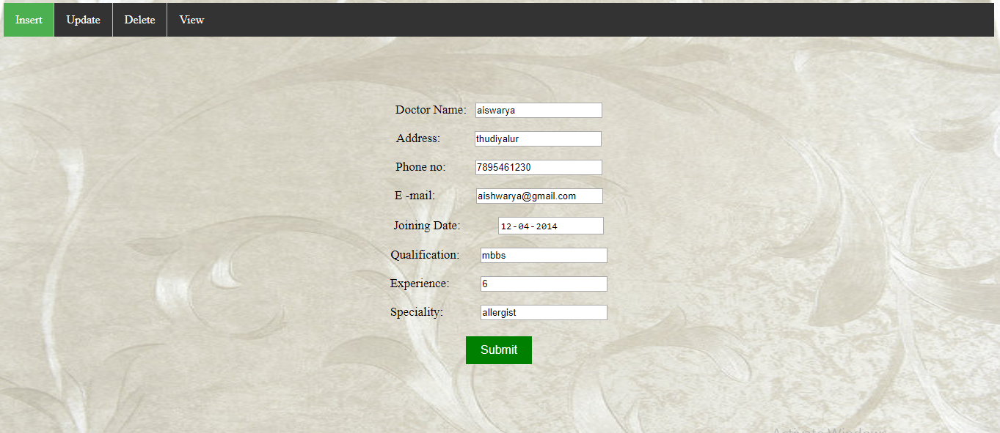 Insert Update Delete View
Doctor Name: aiswarya
Address: thudiyalur
Phone no: 7895461230
E -mail: aishwarya@gmail.com
Joining Date: 12-04-2014
Qualification: mbbs
Experience: 6
Speciality: allergist
Submit
Activate Windows